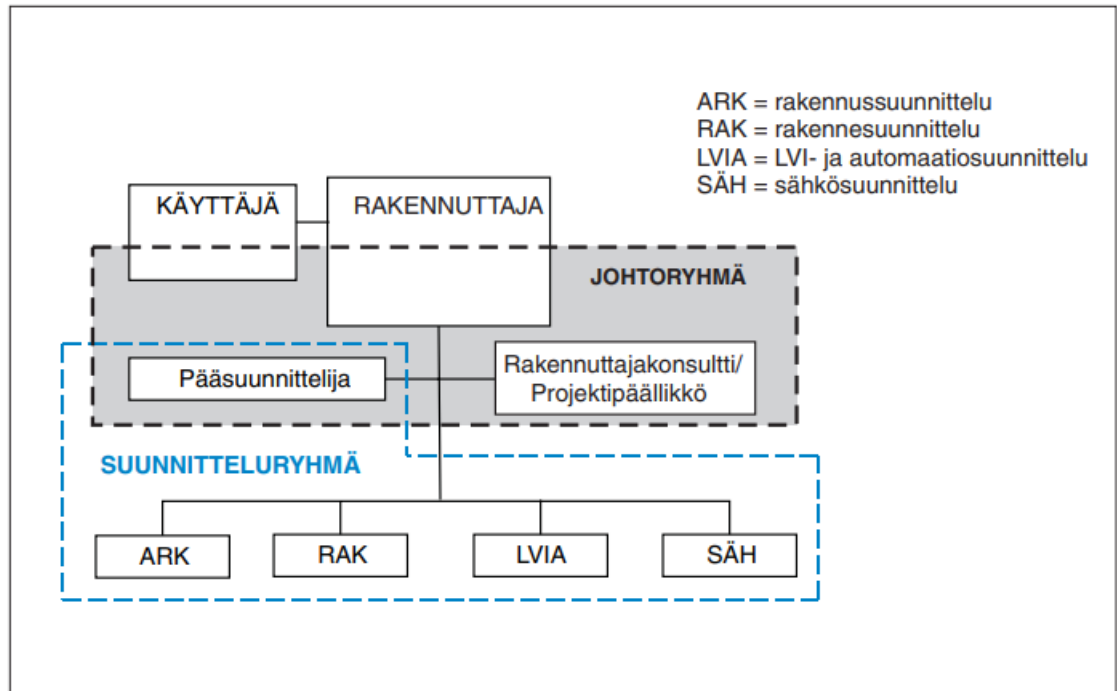 ARK = rakennussuunnittelu
RAK = rakennesuunnittelu
LVIA = LVI- ja automaatiosuunnittelu
SÄH = sähkösuunnittelu
KÄYTTÄJÄ
RAKENNUTTAJA
JOHTORYHMÄ
Pääsuunnittelija
Rakennuttajakonsultti/
Projektipäällikkö
SUUNNITTELURYHMÄ
ARK
RAK
LVIA
SÄH